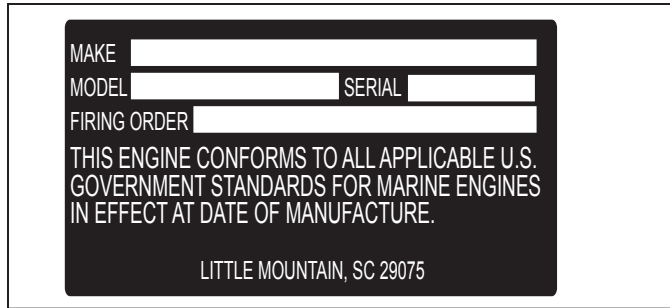 MAKE
MODEL SERIAL
FIRING ORDER
THIS ENGINE CONFORMS TO ALL APPLICABLE U.S.
GOVERNMENT STANDARDS FOR MARINE ENGINES
IN EFFECT AT DATE OF MANUFACTURE.
LITTLE MOUNTAIN, SC 29075